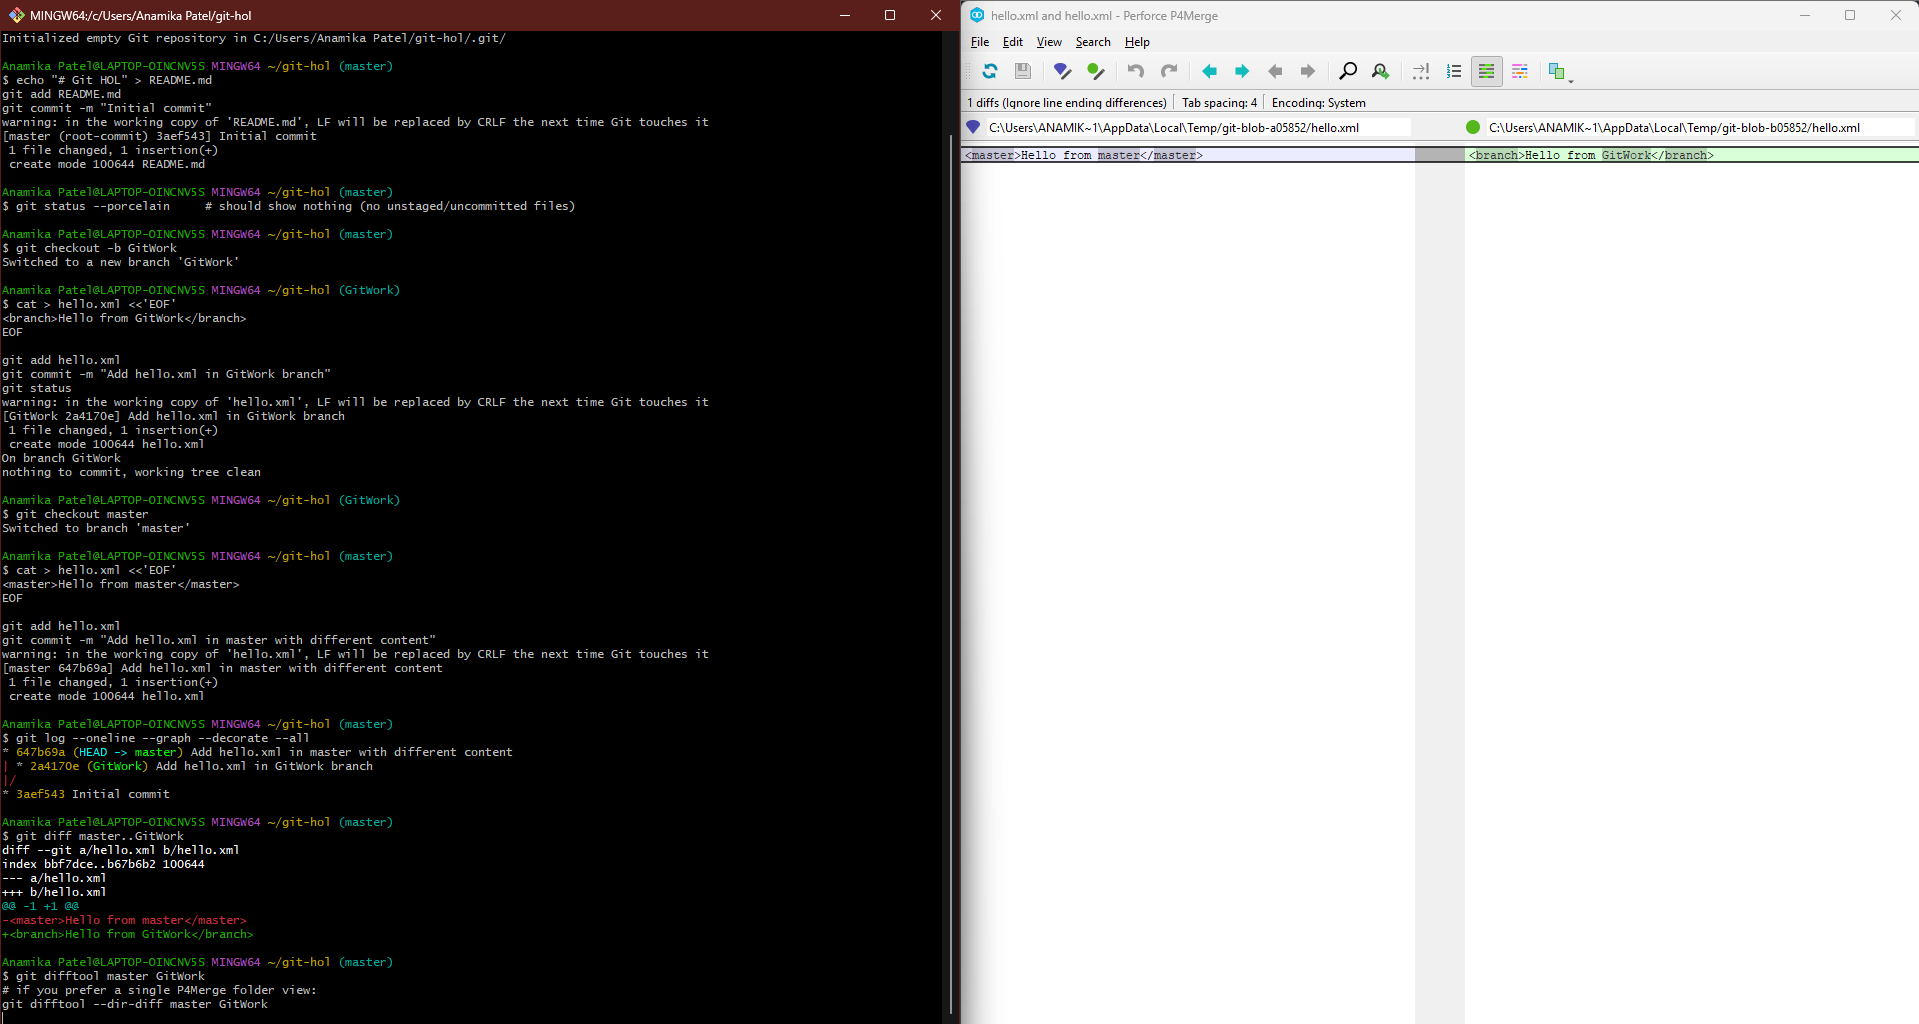 MINGW64:/c/Users/Anamika Patel/git-hol
Initialized empty Git repository in C:/Users/Anamika Patel/git-hol/.git/
Anamika Patel@LAPTOP-OINCNV5S MINGW64 ~/git-hol (master)
$ echo "# Git HOL" > README.md
git add README.md
git commit -m "Initial commit"
warning: in the working copy of 'README.md', LF will be replaced by CRLF the next time Git touches it
[master (root-commit) 3aef543] Initial commit
 1 file changed, 1 insertion(+)
 create mode 100644 README.md
Anamika Patel@LAPTOP-OINCNV5S MINGW64 ~/git-hol (master)
$ git status --porcelain     # should show nothing (no unstaged/uncommitted files)
Anamika Patel@LAPTOP-OINCNV5S MINGW64 ~/git-hol (master)
$ git checkout -b GitWork
Switched to a new branch 'GitWork'
Anamika Patel@LAPTOP-OINCNV5S MINGW64 ~/git-hol (GitWork)
$ cat > hello.xml <<'EOF'
<branch>Hello from GitWork</branch>
EOF
git add hello.xml
git commit -m "Add hello.xml in GitWork branch"
git status
warning: in the working copy of 'hello.xml', LF will be replaced by CRLF the next time Git touches it
[GitWork 2a4170e] Add hello.xml in GitWork branch
 1 file changed, 1 insertion(+)
 create mode 100644 hello.xml
On branch GitWork
nothing to commit, working tree clean
Anamika Patel@LAPTOP-OINCNV5S MINGW64 ~/git-hol (GitWork)
$ git checkout master
Switched to branch 'master'
Anamika Patel@LAPTOP-OINCNV5S MINGW64 ~/git-hol (master)
$ cat > hello.xml <<'EOF'
<master>Hello from master</master>
EOF
git add hello.xml
git commit -m "Add hello.xml in master with different content"
warning: in the working copy of 'hello.xml', LF will be replaced by CRLF the next time Git touches it
[master 647b69a] Add hello.xml in master with different content
 1 file changed, 1 insertion(+)
 create mode 100644 hello.xml
Anamika Patel@LAPTOP-OINCNV5S MINGW64 ~/git-hol (master)
$ git log --oneline --graph --decorate --all
* 647b69a (HEAD -> master) Add hello.xml in master with different content
| * 2a4170e (GitWork) Add hello.xml in GitWork branch
|/
* 3aef543 Initial commit
Anamika Patel@LAPTOP-OINCNV5S MINGW64 ~/git-hol (master)
$ git diff master..GitWork
diff --git a/hello.xml b/hello.xml
index bbf7dce..b67b6b2 100644
--- a/hello.xml
+++ b/hello.xml
@@ -1 +1 @@
-<master>Hello from master</master>
+<branch>Hello from GitWork</branch>
Anamika Patel@LAPTOP-OINCNV5S MINGW64 ~/git-hol (master)
$ git difftool master GitWork
# if you prefer a single P4Merge folder view:
git difftool --dir-diff master GitWork
hello.xml and hello.xml - Perforce P4Merge
File Edit View Search Help
1 diffs (Ignore line ending differences) Tab spacing: 4 Encoding: System
C:\Users\ANAMIK~1\AppData\Local\Temp/git-blob-a05852/hello.xml
C:\Users\ANAMIK~1\AppData\Local\Temp/git-blob-b05852/hello.xml
<master>Hello from master</master>
<branch>Hello from GitWork</branch>